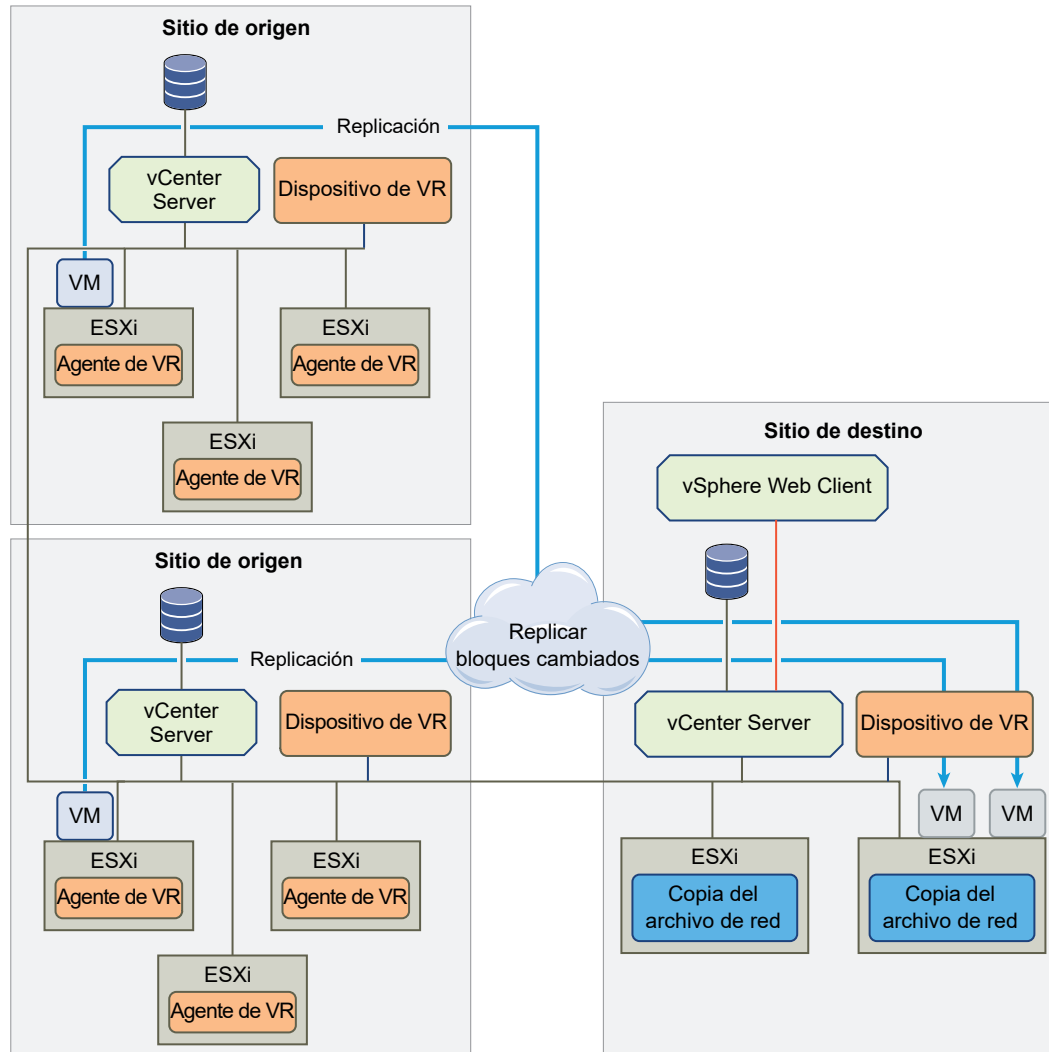 Sitio de origen
Replicación
vCenter
Server
Dispositivo de VR
VM
ESXi
Agente de VR
ESXi
Agente de VR
ESXi
Agente de VR
Sitio de origen
Replicación
vCenter
Server
Dispositivo de VR
VM
ESXi
Agente de VR
ESXi
Agente de VR
ESXi
Agente de VR
Replicar
bloques cambiados
Sitio de destino
vSphere Web Client
vCenter Server
Dispositivo de VR
VM
VM
ESXi
Copia del
archivo de red
ESXi
Copia del
archivo de red